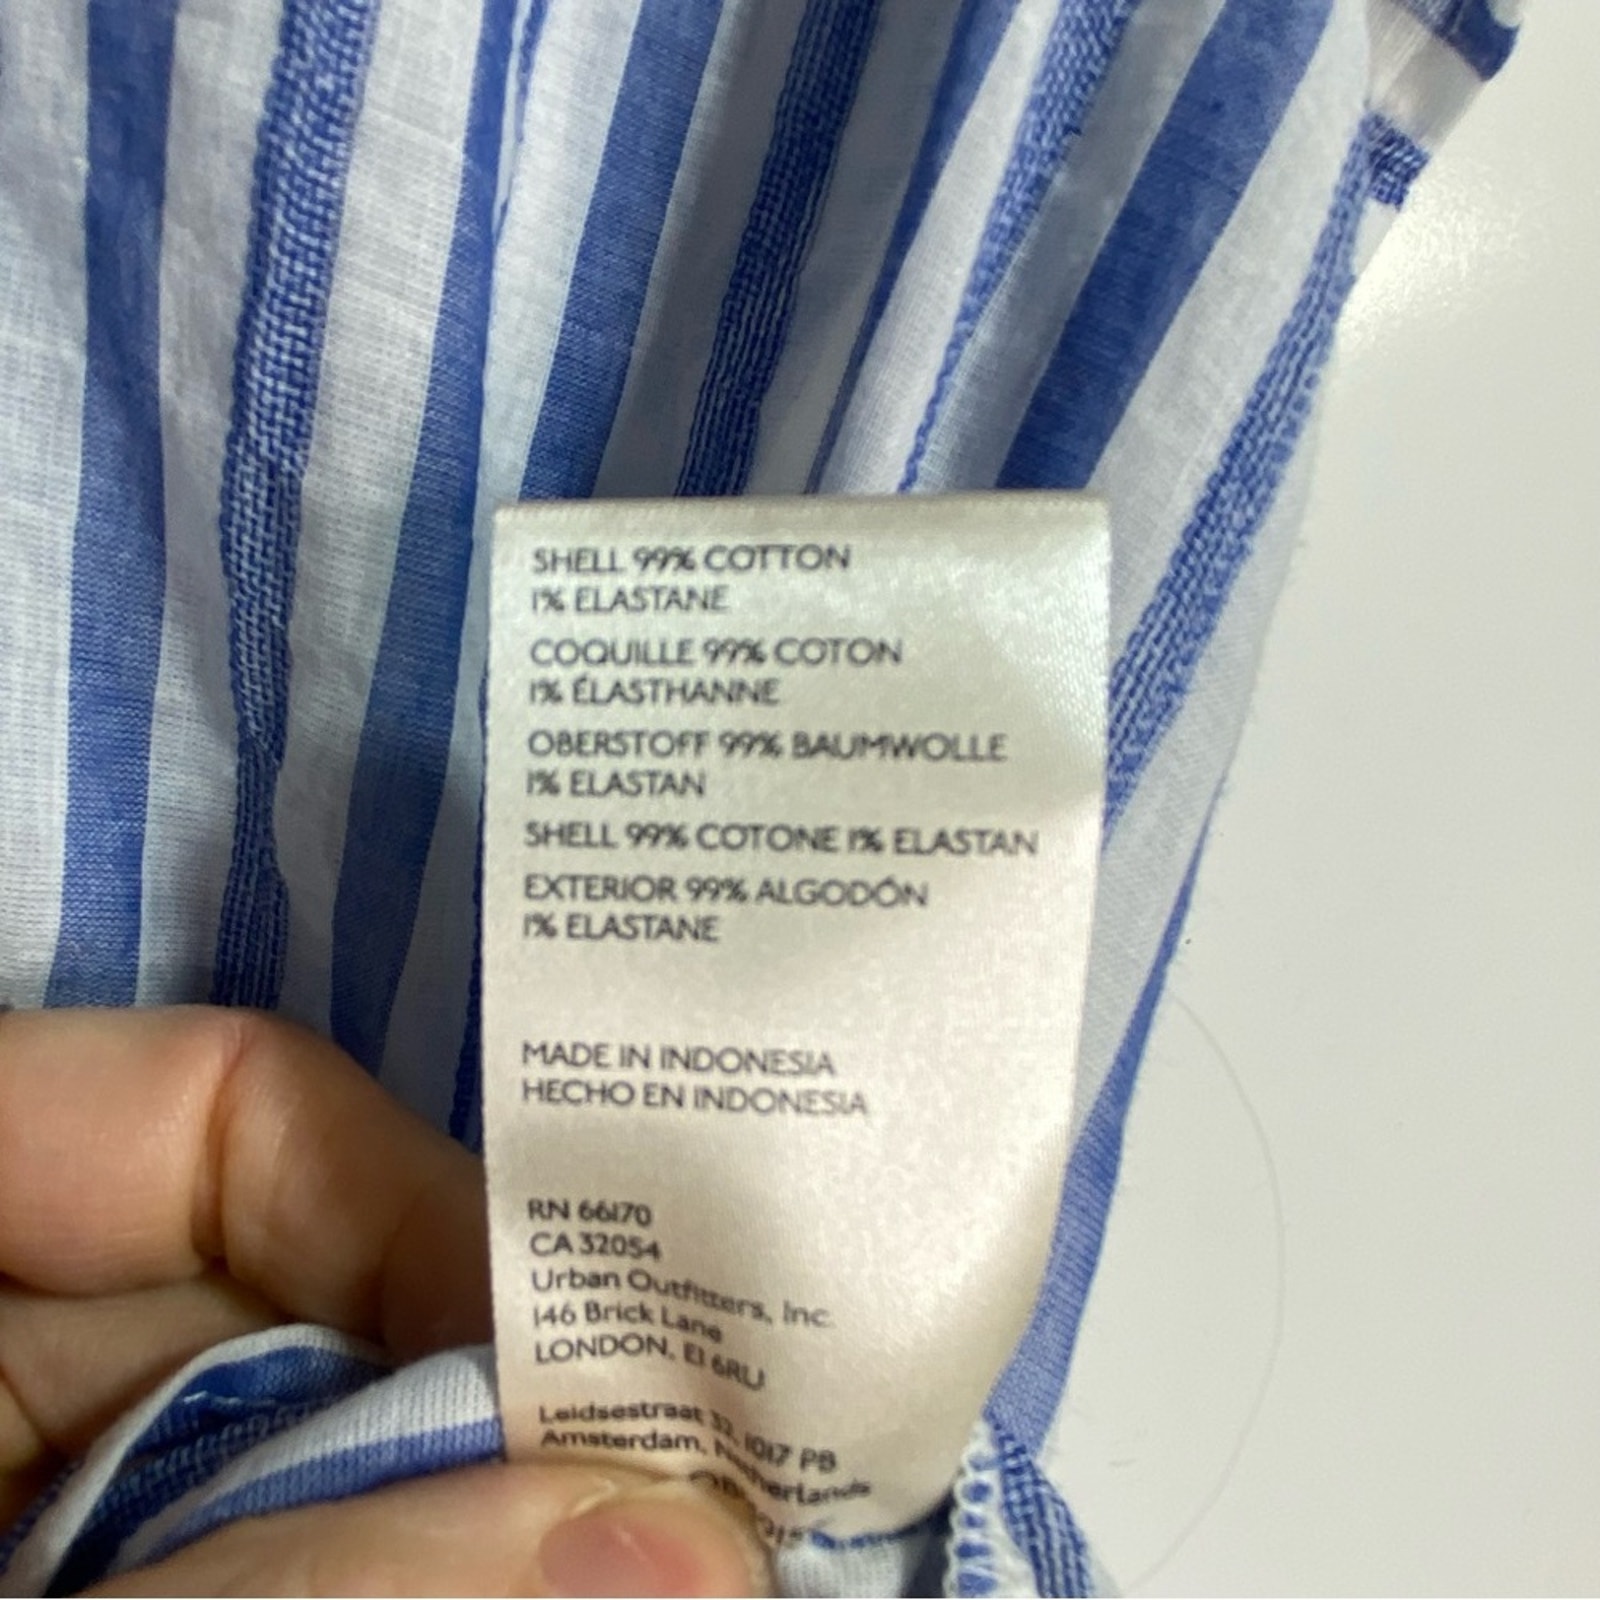 SHELL 99% COTTON
1% ELASTANE
COQUILLE 99% COTON
1% ÉLASTHANNE
OBERSTOFF 99% BAUMWOLLE
1% ELASTAN
SHELL 99% COTONE 1% ELASTAN
EXTERIOR 99% ALGODÓN
1% ELASTANE
MADE IN INDONESIA
HECHO EN INDONESIA
RN 66170
CA 32054
Urban Outfitters, Inc.
146 Brick Lane
LONDON, E1 6RU
Leidsestraat 32, 1017 PB
Amsterdam, Netherlands